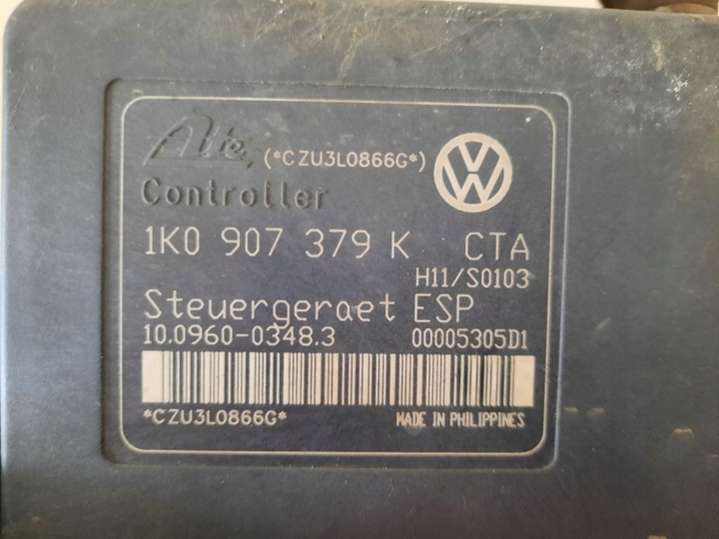 Ate (*CZU3L0866G*)
Controller
1K0 907 379 K CTA
H11/S0103
Steuergeraet ESP
10.0960-0348.3 00005305D1
*CZU3L0866G* MADE IN PHILIPPINES